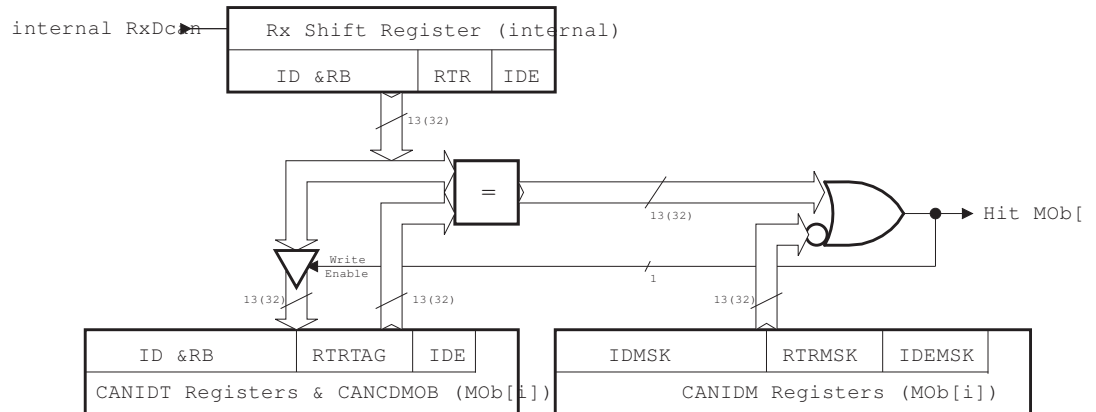 internal RxDcan
Rx Shift Register (internal)
ID &RB RTR IDE
13(32)
=
13(32)
Hit MOb[
Write
Enable
1
13(32) 13(32) 13(32)
ID &RB RTRTAG IDE
IDMSK RTRMSK IDEMSK
CANIDT Registers & CANCDMOB (MOb[i])
CANIDM Registers (MOb[i])